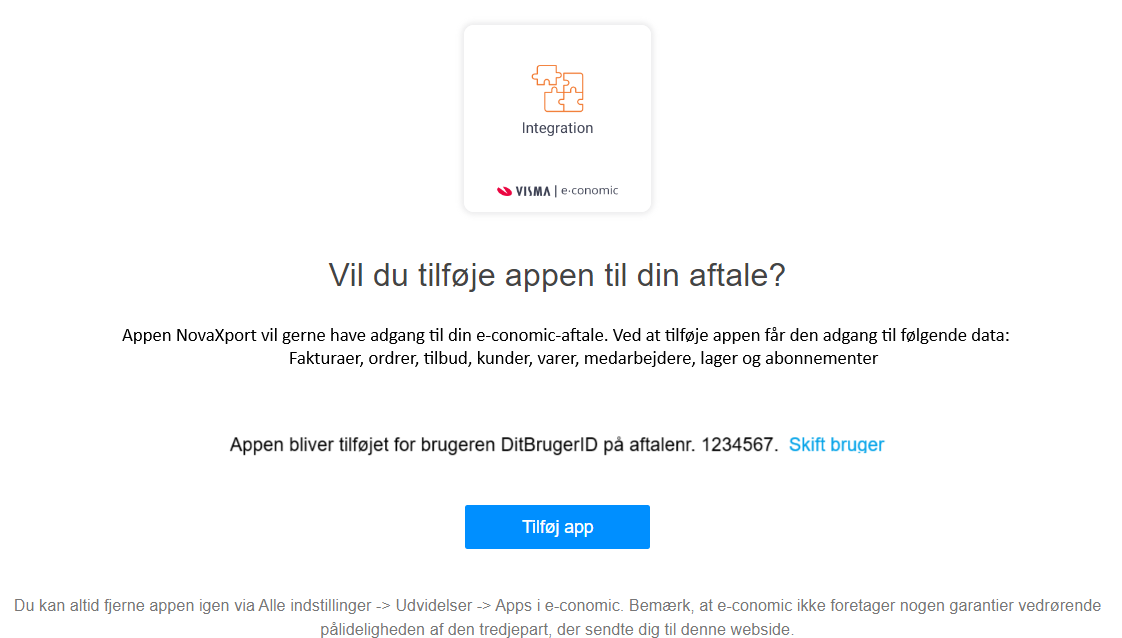 Integration
VISMA | e-conomic
Vil du tilføje appen til din aftale?
Appen NovaXport vil gerne have adgang til din e-conomic-aftale. Ved at tilføje appen får den adgang til følgende data:
Fakturaer, ordrer, tilbud, kunder, varer, medarbejdere, lager og abonnementer
Appen bliver tilføjet for brugeren DitBrugerID på aftalenr. 1234567. Skift bruger
Tilføj app
Du kan altid fjerne appen igen via Alle indstillinger -> Udvidelser -> Apps i e-conomic. Bemærk, at e-conomic ikke foretager nogen garantier vedrørende
pålideligheden af den tredjepart, der sendte dig til denne webside.